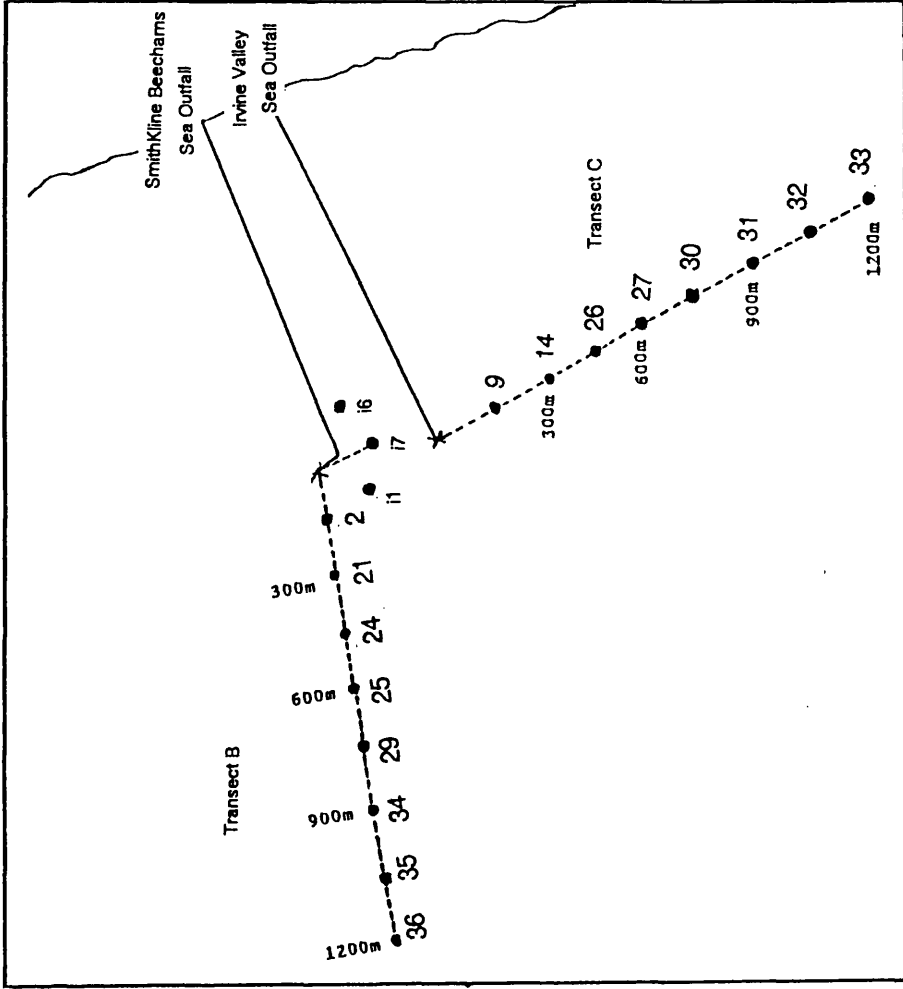 SmithKline Beechams
Sea Outfall
Irvine Valley
Sea Outfall
Transect B
1200m
900m
600m
300m
36
35
34
29
25
24
21
2
i1
i7
i6
Transect C
9
300m
14
26
600m
27
30
900m
31
32
1200m
33